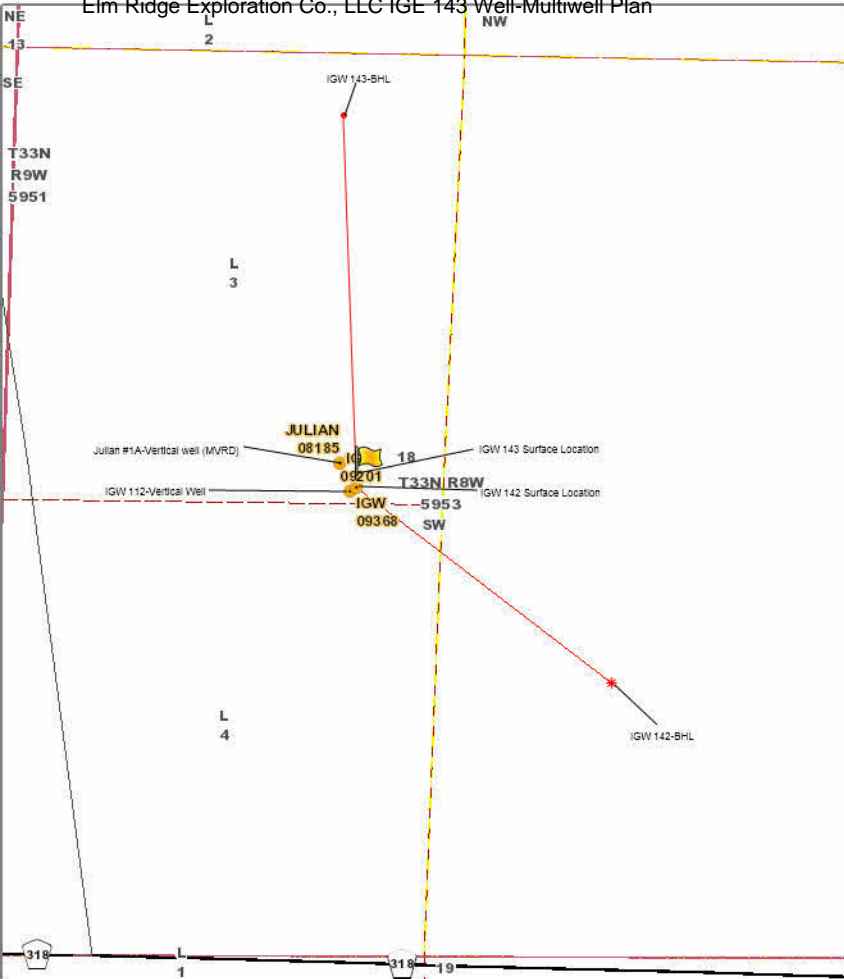 Elm Ridge Exploration Co., LLC IGE 143 Well-Multiwell Plan
NE
L
2
NW
13
SE
IGW 143-BHL
T33N
R9W
5951
L
3
JULIAN
08185
Julian #1A-Vertical well (MVRD)
IG
18
IGW 143 Surface Location
09201
T33N R8W
IGW 112-Vertical Well
IGW 142 Surface Location
IGW
5953
09368
SW
L
4
IGW 142-BHL
318
L
1
318
19